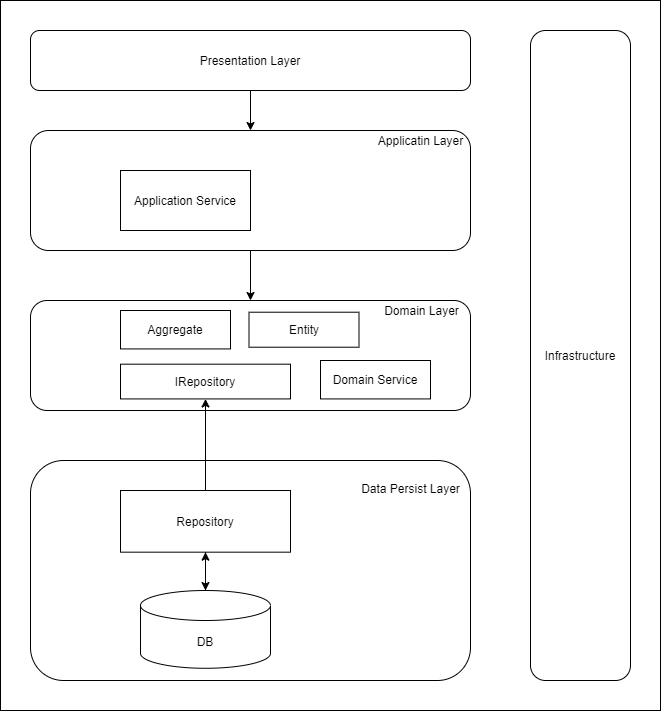 Presentation Layer
Applicatin Layer
Application Service
Domain Layer
Aggregate
Entity
IRepository
Domain Service
Data Persist Layer
Repository
DB
Infrastructure